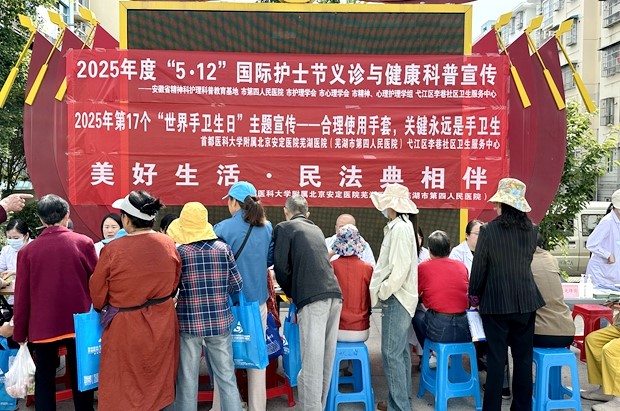 2025年度“5·12”国际护士节义诊与健康科普宣传
——安徽省精神科护理科普教育基地 市第四人民医院 市护理学会 市心理学会 市精神、心理护理学组 弋江区李巷社区卫生服务中心
2025年第17个“世界手卫生日”主题宣传——合理使用手套，关键永远是手卫生
首都医科大学附属北京安定医院芜湖医院（芜湖市第四人民医院）弋江区李巷社区卫生服务中心
美好生活·民法典相伴
医科大学附属北京安定医院芜湖 湖市第四人民医院）